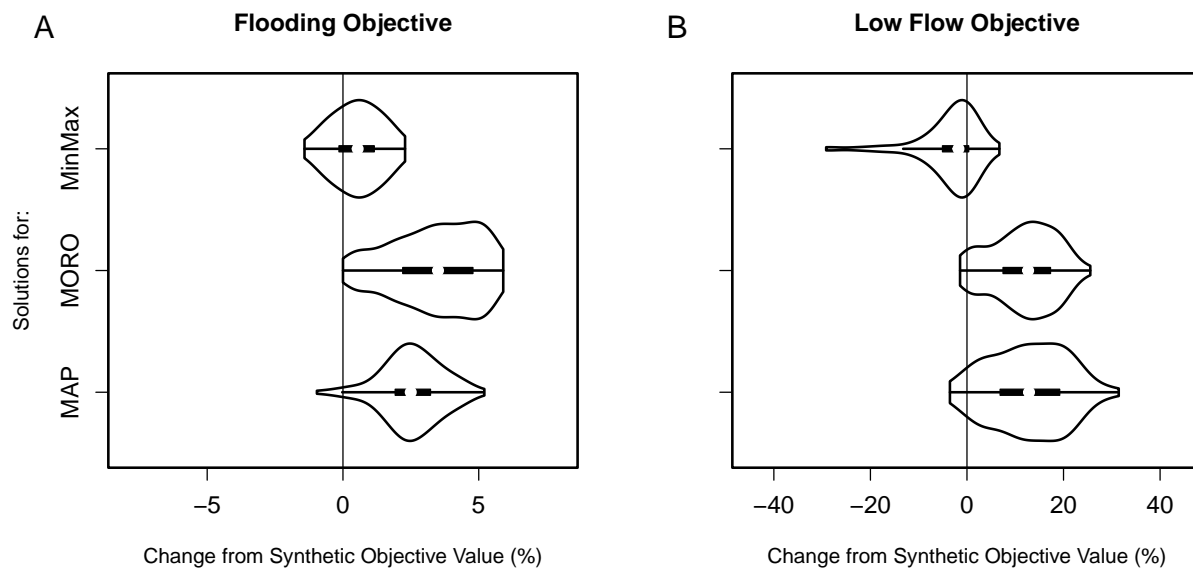 A
Flooding Objective
Solutions for:
MinMax
MORO
MAP
−5
0
5
Change from Synthetic Objective Value (%)
B
Low Flow Objective
−40
−20
0
20
40
Change from Synthetic Objective Value (%)